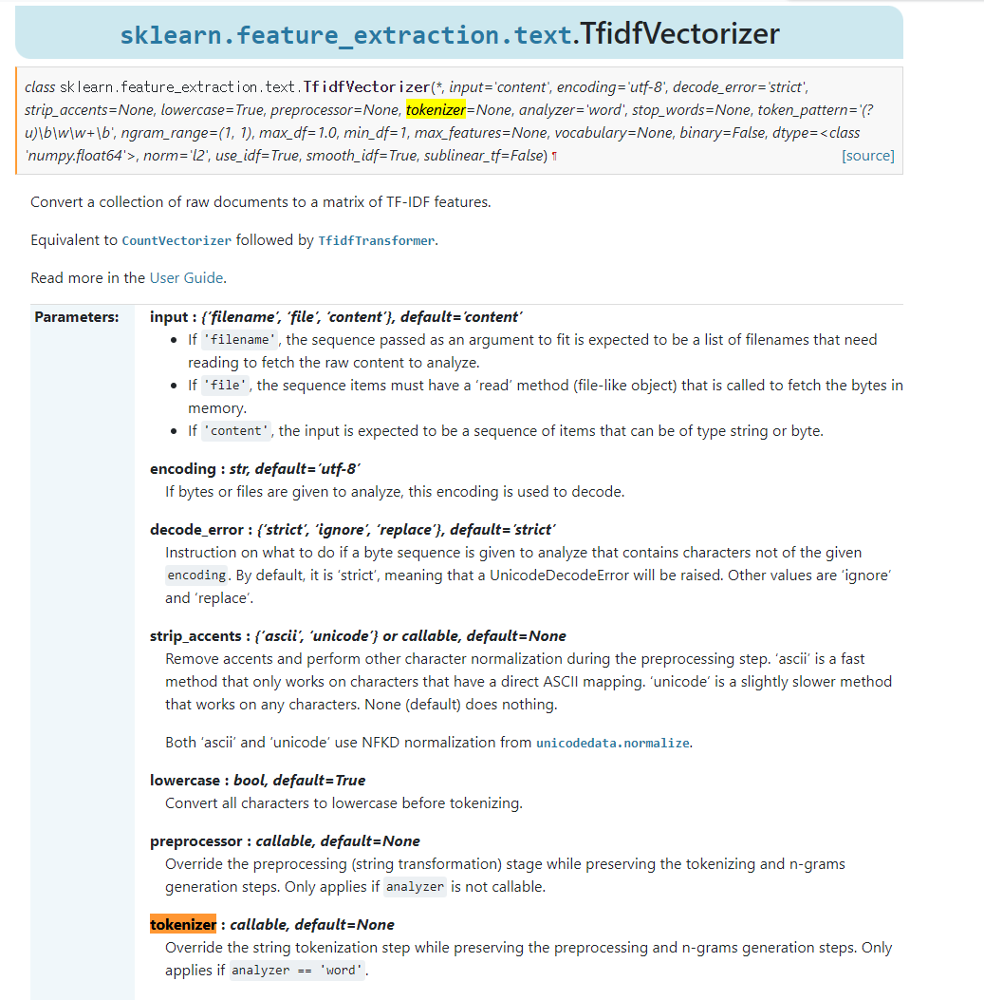 sklearn.feature_extraction.text.TfidfVectorizer
class sklearn.feature_extraction.text.TfidfVectorizer(*, input='content', encoding='utf-8', decode_error='strict',
strip_accents=None, lowercase=True, preprocessor=None, tokenizer=None, analyzer='word', stop_words=None, token_pattern='(?
u)\b\w\w+\b', ngram_range=(1, 1), max_df=1.0, min_df=1, max_features=None, vocabulary=None, binary=False, dtype=<class
'numpy.float64'>, norm='l2', use_idf=True, smooth_idf=True, sublinear_tf=False) ¶ [source]
Convert a collection of raw documents to a matrix of TF-IDF features.
Equivalent to CountVectorizer followed by TfidfTransformer.
Read more in the User Guide.
Parameters: input : {‘filename’, ‘file’, ‘content’}, default=’content’
• If 'filename', the sequence passed as an argument to fit is expected to be a list of filenames that need
reading to fetch the raw content to analyze.
• If 'file', the sequence items must have a ‘read’ method (file-like object) that is called to fetch the bytes in
memory.
• If 'content', the input is expected to be a sequence of items that can be of type string or byte.
encoding : str, default=’utf-8’
If bytes or files are given to analyze, this encoding is used to decode.
decode_error : {‘strict’, ‘ignore’, ‘replace’}, default=’strict’
Instruction on what to do if a byte sequence is given to analyze that contains characters not of the given
encoding. By default, it is ‘strict’, meaning that a UnicodeDecodeError will be raised. Other values are ‘ignore’
and ‘replace’.
strip_accents : {‘ascii’, ‘unicode’} or callable, default=None
Remove accents and perform other character normalization during the preprocessing step. ‘ascii’ is a fast
method that only works on characters that have a direct ASCII mapping. ‘unicode’ is a slightly slower method
that works on any characters. None (default) does nothing.
Both ‘ascii’ and ‘unicode’ use NFKD normalization from unicodedata.normalize.
lowercase : bool, default=True
Convert all characters to lowercase before tokenizing.
preprocessor : callable, default=None
Override the preprocessing (string transformation) stage while preserving the tokenizing and n-grams
generation steps. Only applies if analyzer is not callable.
tokenizer : callable, default=None
Override the string tokenization step while preserving the preprocessing and n-grams generation steps. Only
applies if analyzer == 'word'.